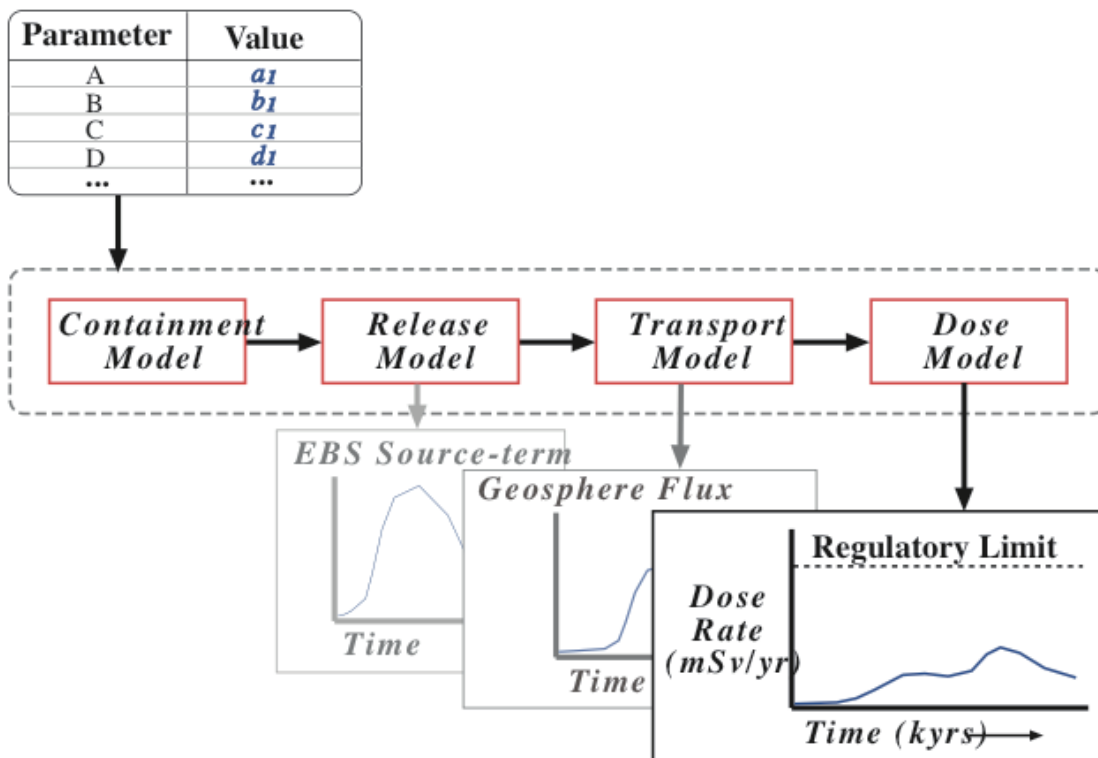 Parameter Value
A a1
B b1
C c1
D d1
... ...
Containment Model
Release Model
Transport Model
Dose Model
EBS Source-term
Time
Geosphere Flux
Time
Regulatory Limit
Dose
Rate
(mSv/yr)
Time (kyrs)